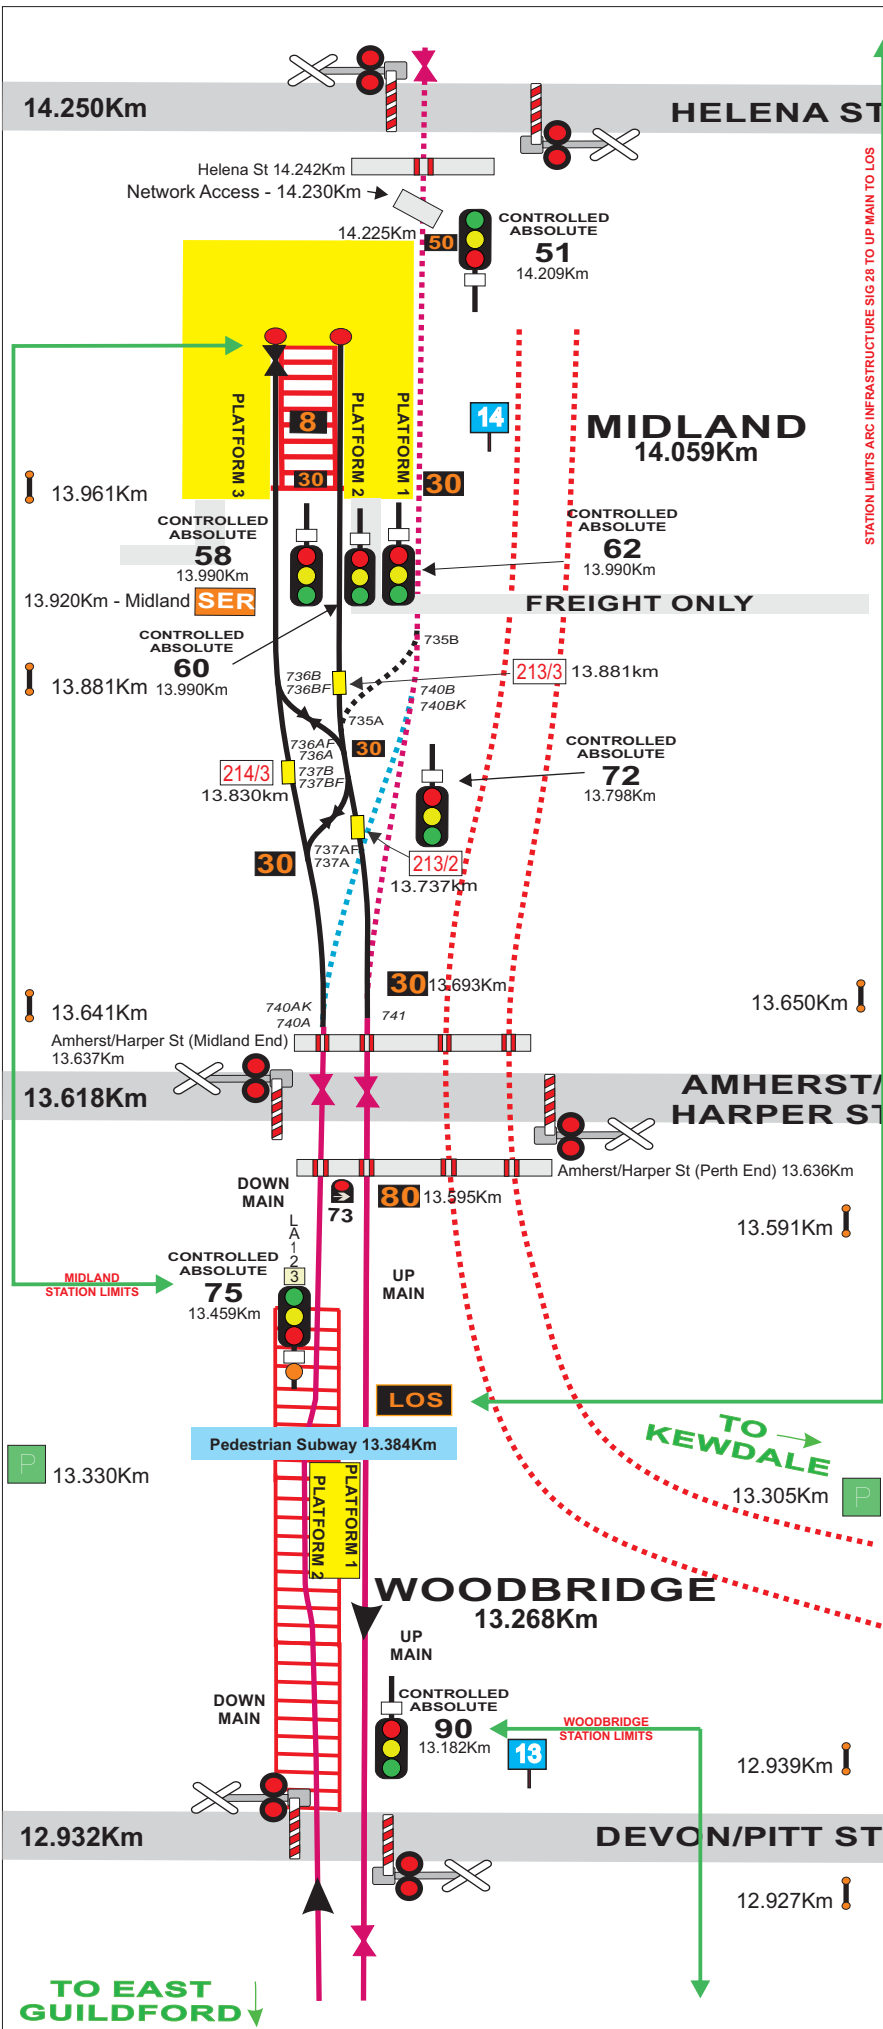 14.250Km
HELENA ST
Helena St 14.242Km
Network Access - 14.230Km
14.225Km
50
CONTROLLED
ABSOLUTE
51
14.209Km
STATION LIMITS ARC INFRASTRUCTURE SIG 28 TO UP MAIN TO LOS
PLATFORM 3
8
30
PLATFORM 2
PLATFORM 1
30
14
MIDLAND
14.059Km
13.961Km
CONTROLLED
ABSOLUTE
58
13.990Km
CONTROLLED
ABSOLUTE
62
13.990Km
13.920Km - Midland
SER
FREIGHT ONLY
CONTROLLED
ABSOLUTE
60
13.990Km
13.881Km
735B
736B
736BF
213/3
13.881km
740B
740BK
735A
736AF
736A
30
737B
737BF
214/3
13.830km
CONTROLLED
ABSOLUTE
72
13.798Km
737AF
737A
30
213/2
13.737km
30
13.693Km
13.641Km
740AK
740A
741
13.650Km
Amherst/Harper St (Midland End)
13.637Km
13.618Km
AMHERST/
HARPER ST
Amherst/Harper St (Perth End) 13.636Km
DOWN
MAIN
73
80
13.595Km
13.591Km
L
A
1
2
3
CONTROLLED
ABSOLUTE
75
13.459Km
MIDLAND
STATION LIMITS
UP
MAIN
LOS
Pedestrian Subway 13.384Km
TO
KEWDALE
P
13.330Km
13.305Km
P
PLATFORM 2
PLATFORM 1
WOODBRIDGE
13.268Km
UP
MAIN
DOWN
MAIN
CONTROLLED
ABSOLUTE
90
13.182Km
WOODBRIDGE
STATION LIMITS
13
12.939Km
12.932Km
DEVON/PITT ST
12.927Km
TO EAST
GUILDFORD